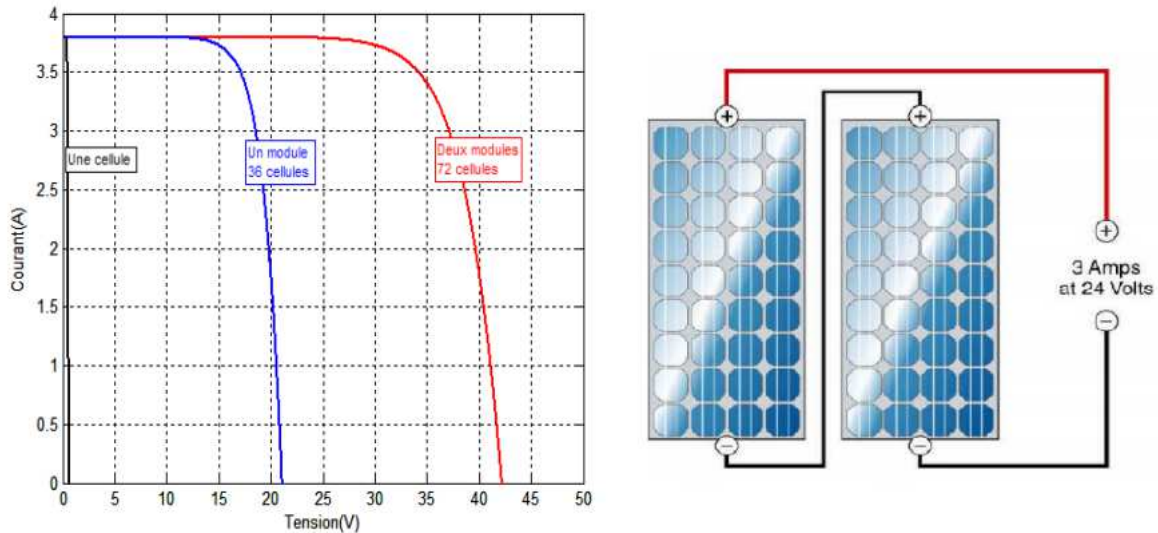 4
3.5
3
2.5
2
1.5
1
0.5
0
Courant(A)
Une cellule
Un module
36 cellules
Deux modules
72 cellules
0 5 10 15 20 25 30 35 40 45 50
Tension(V)
+
+
−
−
+
3 Amps
at 24 Volts
−